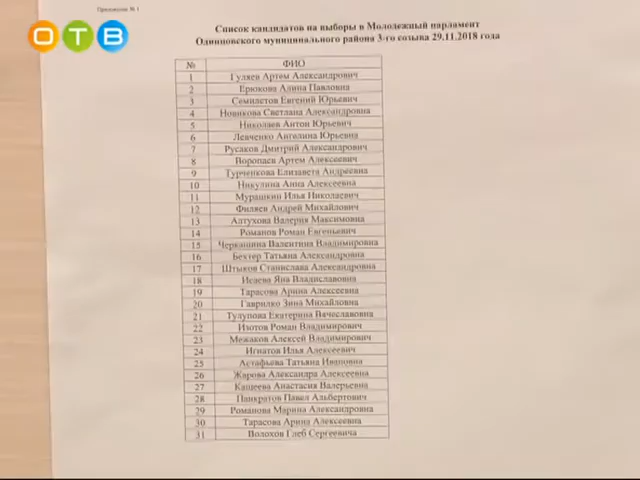 Приложение № 1
ОТВ
Список кандидатов на выборы в Молодежный парламент
Одинцовского муниципального района 3-го созыва 29.11.2018 года
№ ФИО
1 Гуляев Артем Александрович
2 Ерюкова Алина Павловна
3 Семилетов Евгений Юрьевич
4 Новикова Светлана Александровна
5 Николаев Антон Юрьевич
6 Левченко Ангелина Юрьевна
7 Русаков Дмитрий Александрович
8 Воропаев Артем Алексеевич
9 Турченкова Елизавета Андреевна
10 Никулина Анна Алексеевна
11 Мурашкин Илья Николаевич
12 Филяев Андрей Михайлович
13 Алтухова Валерия Максимовна
14 Романов Роман Евгеньевич
15 Черкашина Валентина Владимировна
16 Бехтер Татьяна Александровна
17 Штыков Станислава Александровна
18 Исаева Яна Владиславовна
19 Тарасова Арина Алексеевна
20 Гаврилко Зина Михайловна
21 Тулупова Екатерина Вячеславовна
22 Изотов Роман Владимирович
23 Межаков Алексей Владимирович
24 Игнатов Илья Алексеевич
25 Астафьева Татьяна Ивановна
26 Жарова Александра Алексеевна
27 Кащеева Анастасия Валерьевна
28 Панкратов Павел Альбертович
29 Романова Марина Александровна
30 Тарасова Арина Алексеевна
31 Волохов Глеб Сергеевича